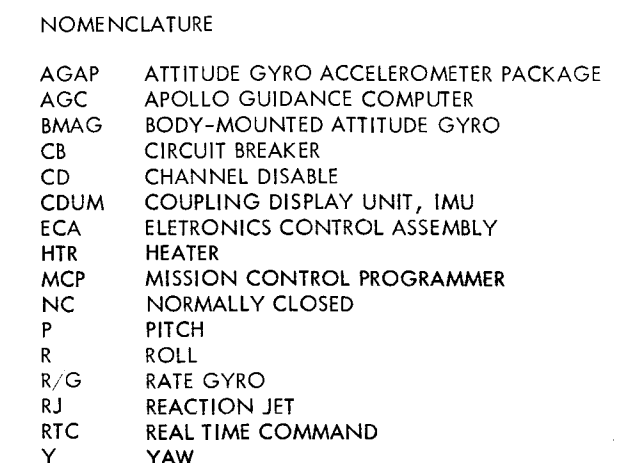 NOMENCLATURE
AGAP ATTITUDE GYRO ACCELEROMETER PACKAGE
AGC APOLLO GUIDANCE COMPUTER
BMAG BODY-MOUNTED ATTITUDE GYRO
CB CIRCUIT BREAKER
CD CHANNEL DISABLE
CDUM COUPLING DISPLAY UNIT, IMU
ECA ELETRONICS CONTROL ASSEMBLY
HTR HEATER
MCP MISSION CONTROL PROGRAMMER
NC NORMALLY CLOSED
P PITCH
R ROLL
R/G RATE GYRO
RJ REACTION JET
RTC REAL TIME COMMAND
Y YAW